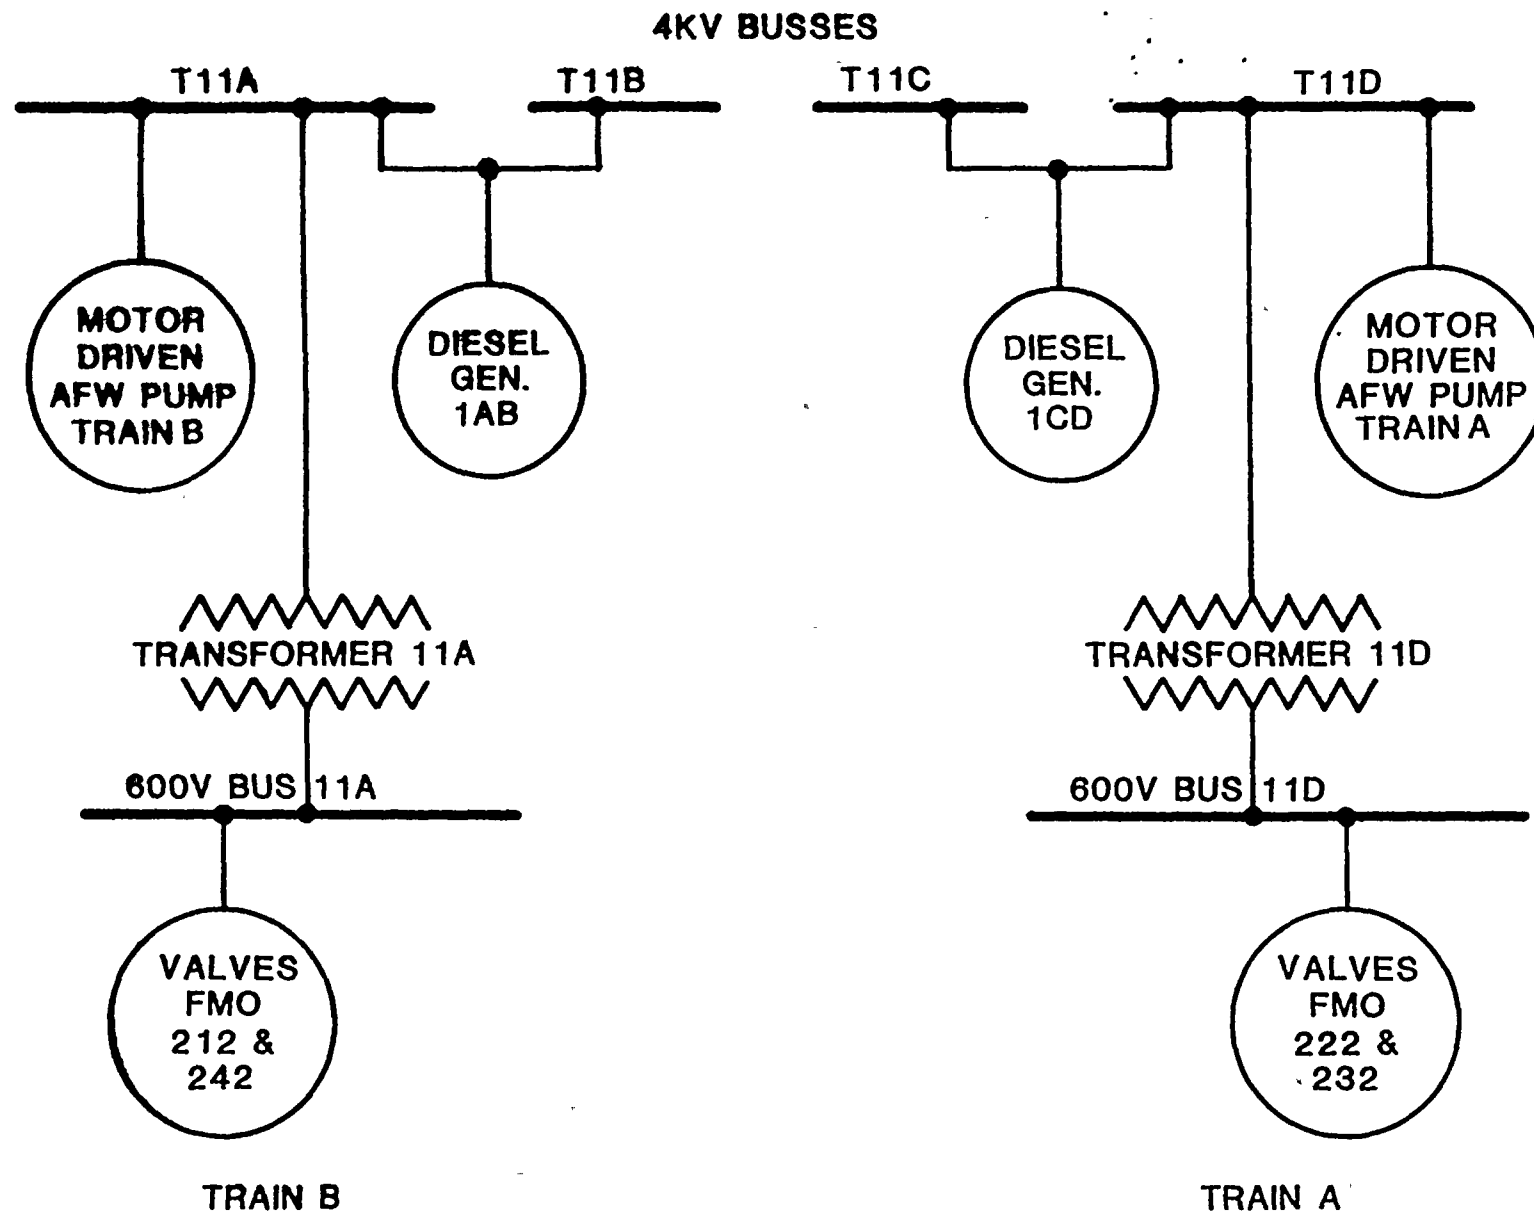 4KV BUSSES
T11A
T11B
T11C
T11D
MOTOR
DRIVEN
AFW PUMP
TRAIN B
DIESEL
GEN.
1AB
DIESEL
GEN.
1CD
MOTOR
DRIVEN
AFW PUMP
TRAIN A
TRANSFORMER 11A
TRANSFORMER 11D
600V BUS 11A
600V BUS 11D
VALVES
FMO
212 &
242
VALVES
FMO
222 &
232
TRAIN B
TRAIN A